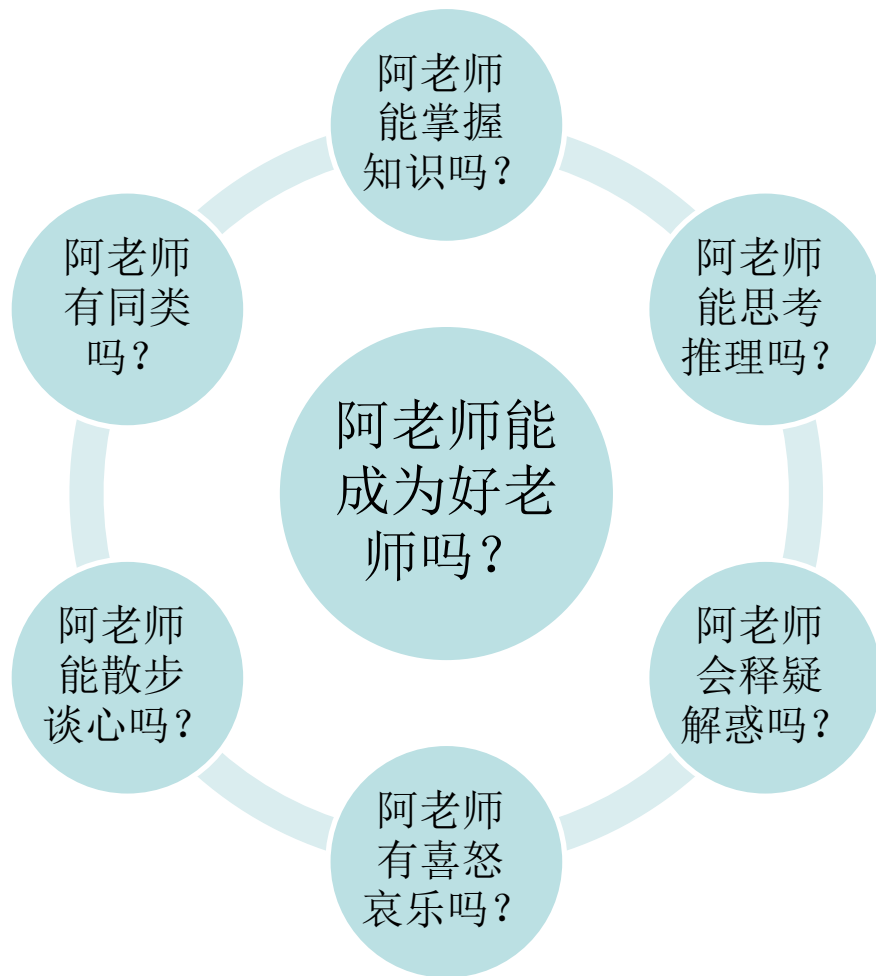 阿老师
能掌握
知识吗？
阿老师
能思考
推理吗？
阿老师
会释疑
解惑吗？
阿老师
有喜怒
哀乐吗？
阿老师
能散步
谈心吗？
阿老师
有同类
吗？
阿老师能
成为好老
师吗？